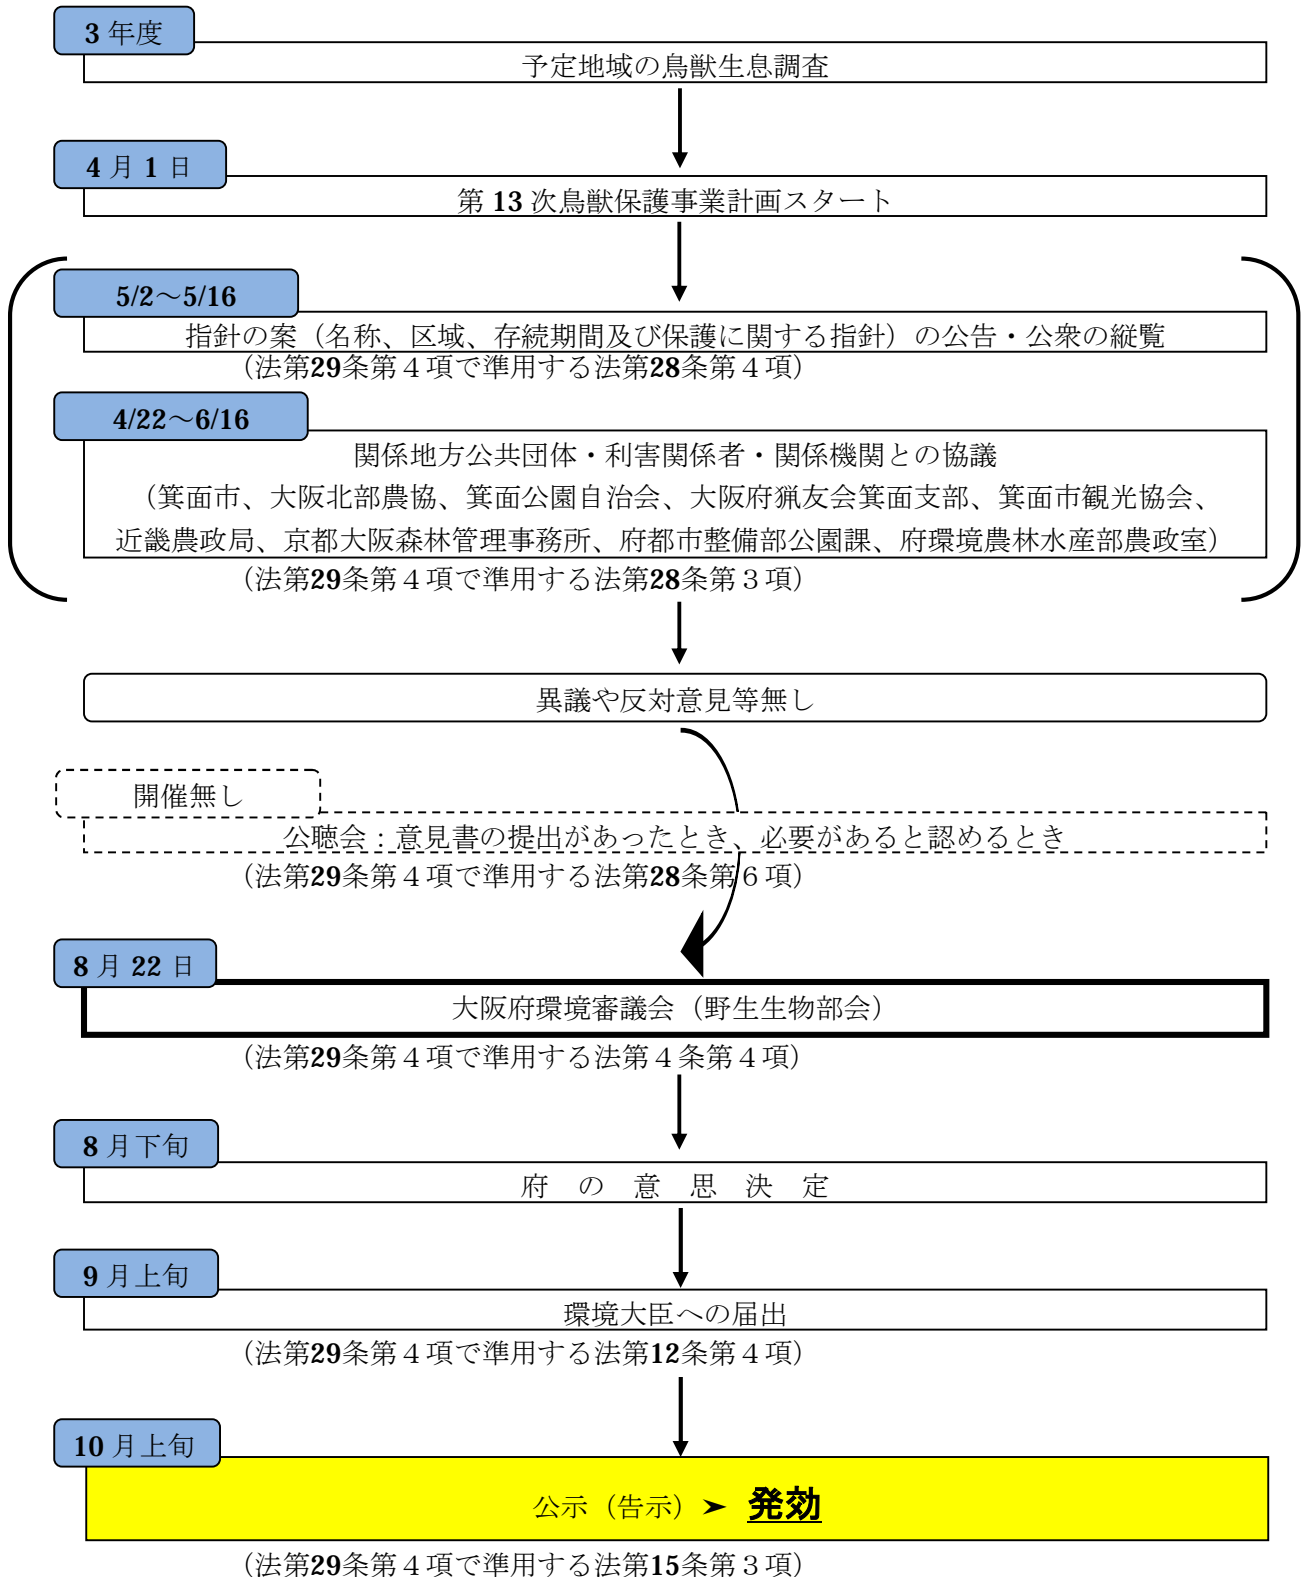 3 年度
予定地域の鳥獣生息調査
4 月 1 日
第 13 次鳥獣保護事業計画スタート
5/2～5/16
指針の案（名称、区域、存続期間及び保護に関する指針）の公告・公衆の縦覧
（法第29条第４項で準用する法第28条第４項）
4/22～6/16
関係地方公共団体・利害関係者・関係機関との協議
（箕面市、大阪北部農協、箕面公園自治会、大阪府猟友会箕面支部、箕面市観光協会、
近畿農政局、京都大阪森林管理事務所、府都市整備部公園課、府環境農林水産部農政室）
（法第29条第４項で準用する法第28条第３項）
異議や反対意見等無し
開催無し
公聴会：意見書の提出があったとき、必要があると認めるとき
（法第29条第４項で準用する法第28条第６項）
8 月 22 日
大阪府環境審議会（野生生物部会）
（法第29条第４項で準用する法第４条第４項）
8 月下旬
府　の　意　思　決　定
9 月上旬
環境大臣への届出
（法第29条第４項で準用する法第12条第４項）
10 月上旬
公示（告示）➤ 発効
（法第29条第４項で準用する法第15条第３項）